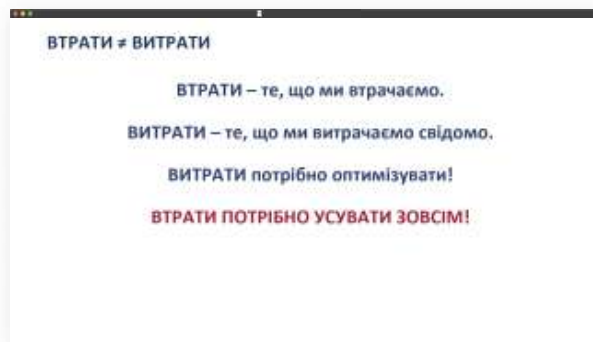 ВТРАТИ ≠ ВИТРАТИ
ВТРАТИ – те, що ми втрачаємо.
ВИТРАТИ – те, що ми витрачаємо свідомо.
ВИТРАТИ потрібно оптимізувати!
ВТРАТИ ПОТРІБНО УСУВАТИ ЗОВСІМ!